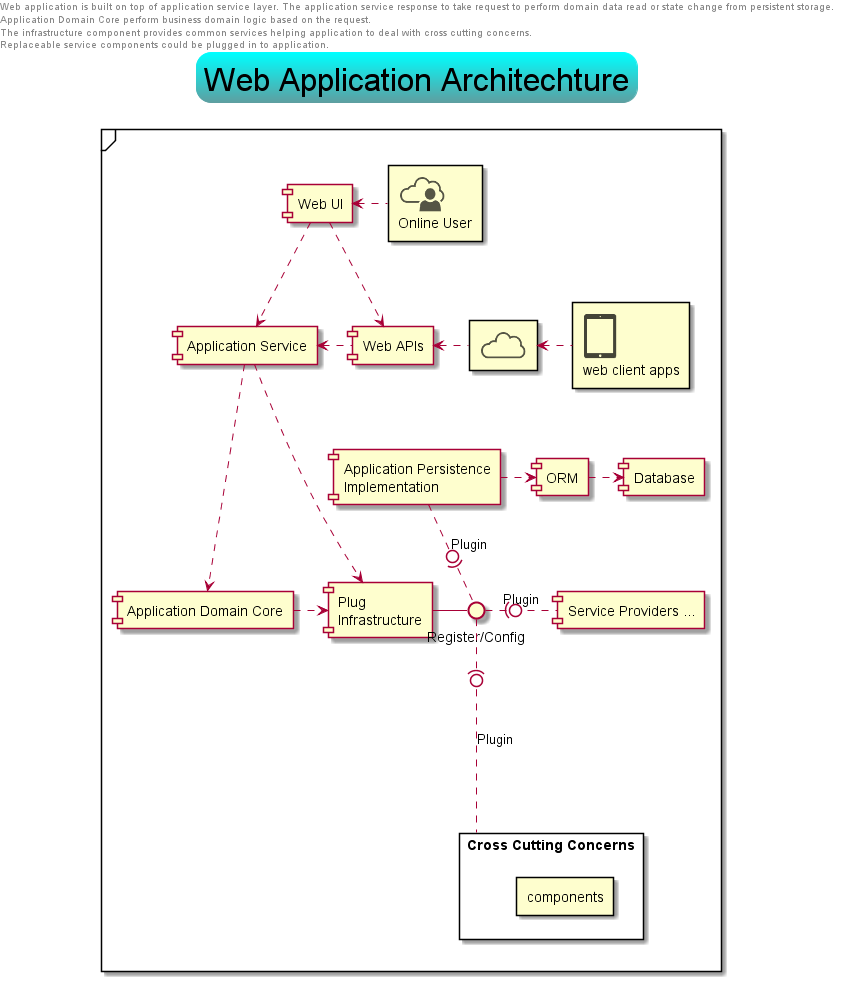 Web application is built on top of application service layer. The application service response to take request to perform domain data read or state change from persistent storage.
Application Domain Core perform business domain logic based on the request.
The infrastructure component provides common services helping application to deal with cross cutting concerns.
Replaceable service components could be plugged in to application.
Web Application Architechture
Web UI
Online User
Application Service
Web APIs
web client apps
Application Persistence
Implementation
ORM
Database
Plugin
Application Domain Core
Plug
Infrastructure
Plugin
Service Providers ...
Register/Config
Plugin
Cross Cutting Concerns
components